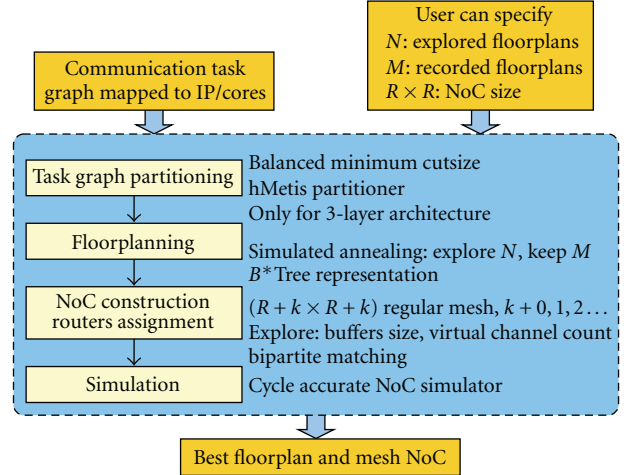 Communication task
graph mapped to IP/cores
User can specify
N: explored floorplans
M: recorded floorplans
R × R: NoC size
Task graph partitioning
Balanced minimum cutsize
hMetis partitioner
Only for 3-layer architecture
Floorplanning
Simulated annealing: explore N, keep M
B* Tree representation
NoC construction
routers assignment
(R + k × R + k) regular mesh, k + 0, 1, 2 . . .
Explore: buffers size, virtual channel count
bipartite matching
Simulation
Cycle accurate NoC simulator
Best floorplan and mesh NoC